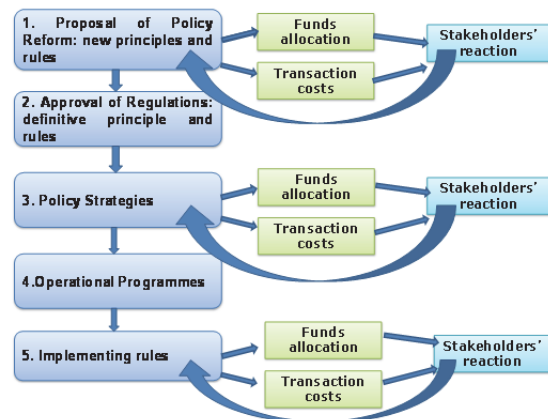 1. Proposal of Policy
Reform: new principles and
rules
Funds
allocation
Transaction
costs
Stakeholders'
reaction
2. Approval of Regulations:
definitive principle and
rules
3. Policy Strategies
Funds
allocation
Transaction
costs
Stakeholders'
reaction
4.Operational Programmes
5. Implementing rules
Funds
allocation
Transaction
costs
Stakeholders'
reaction